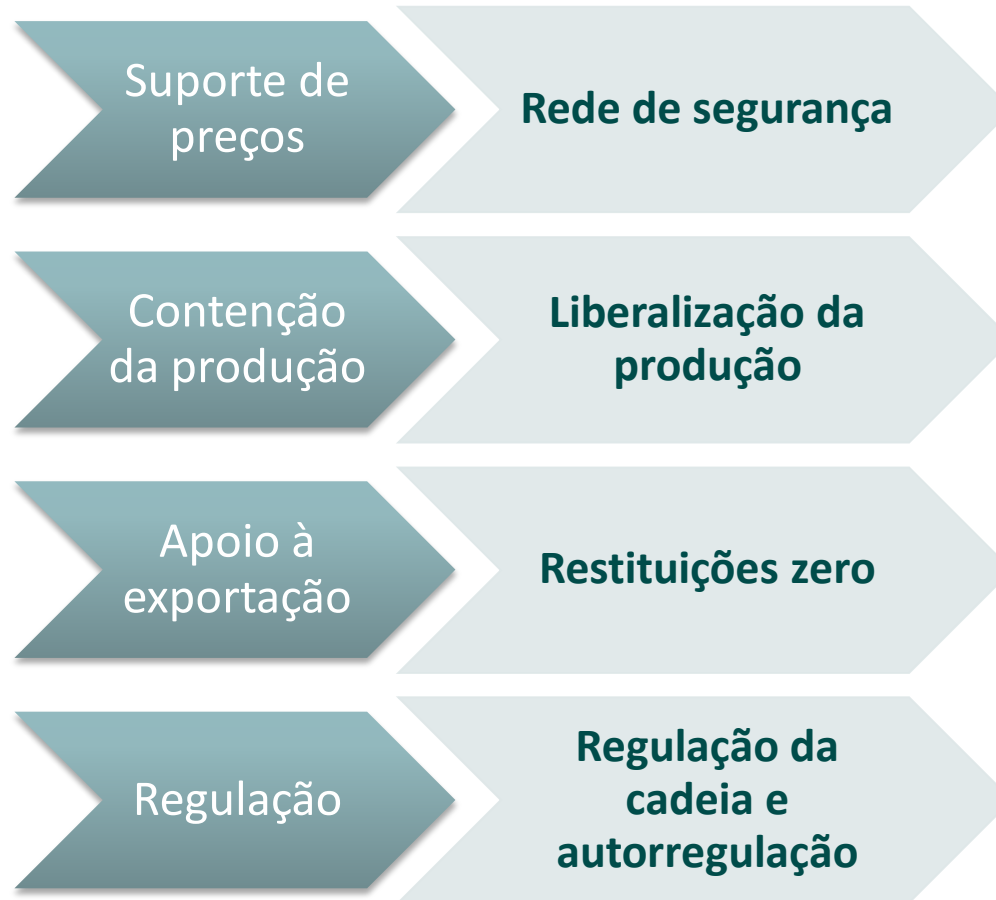 Suporte de
preços
Rede de segurança
Contenção
da produção
Liberalização da
produção
Apoio à
exportação
Restituições zero
Regulação
Regulação da
cadeia e
autorregulação